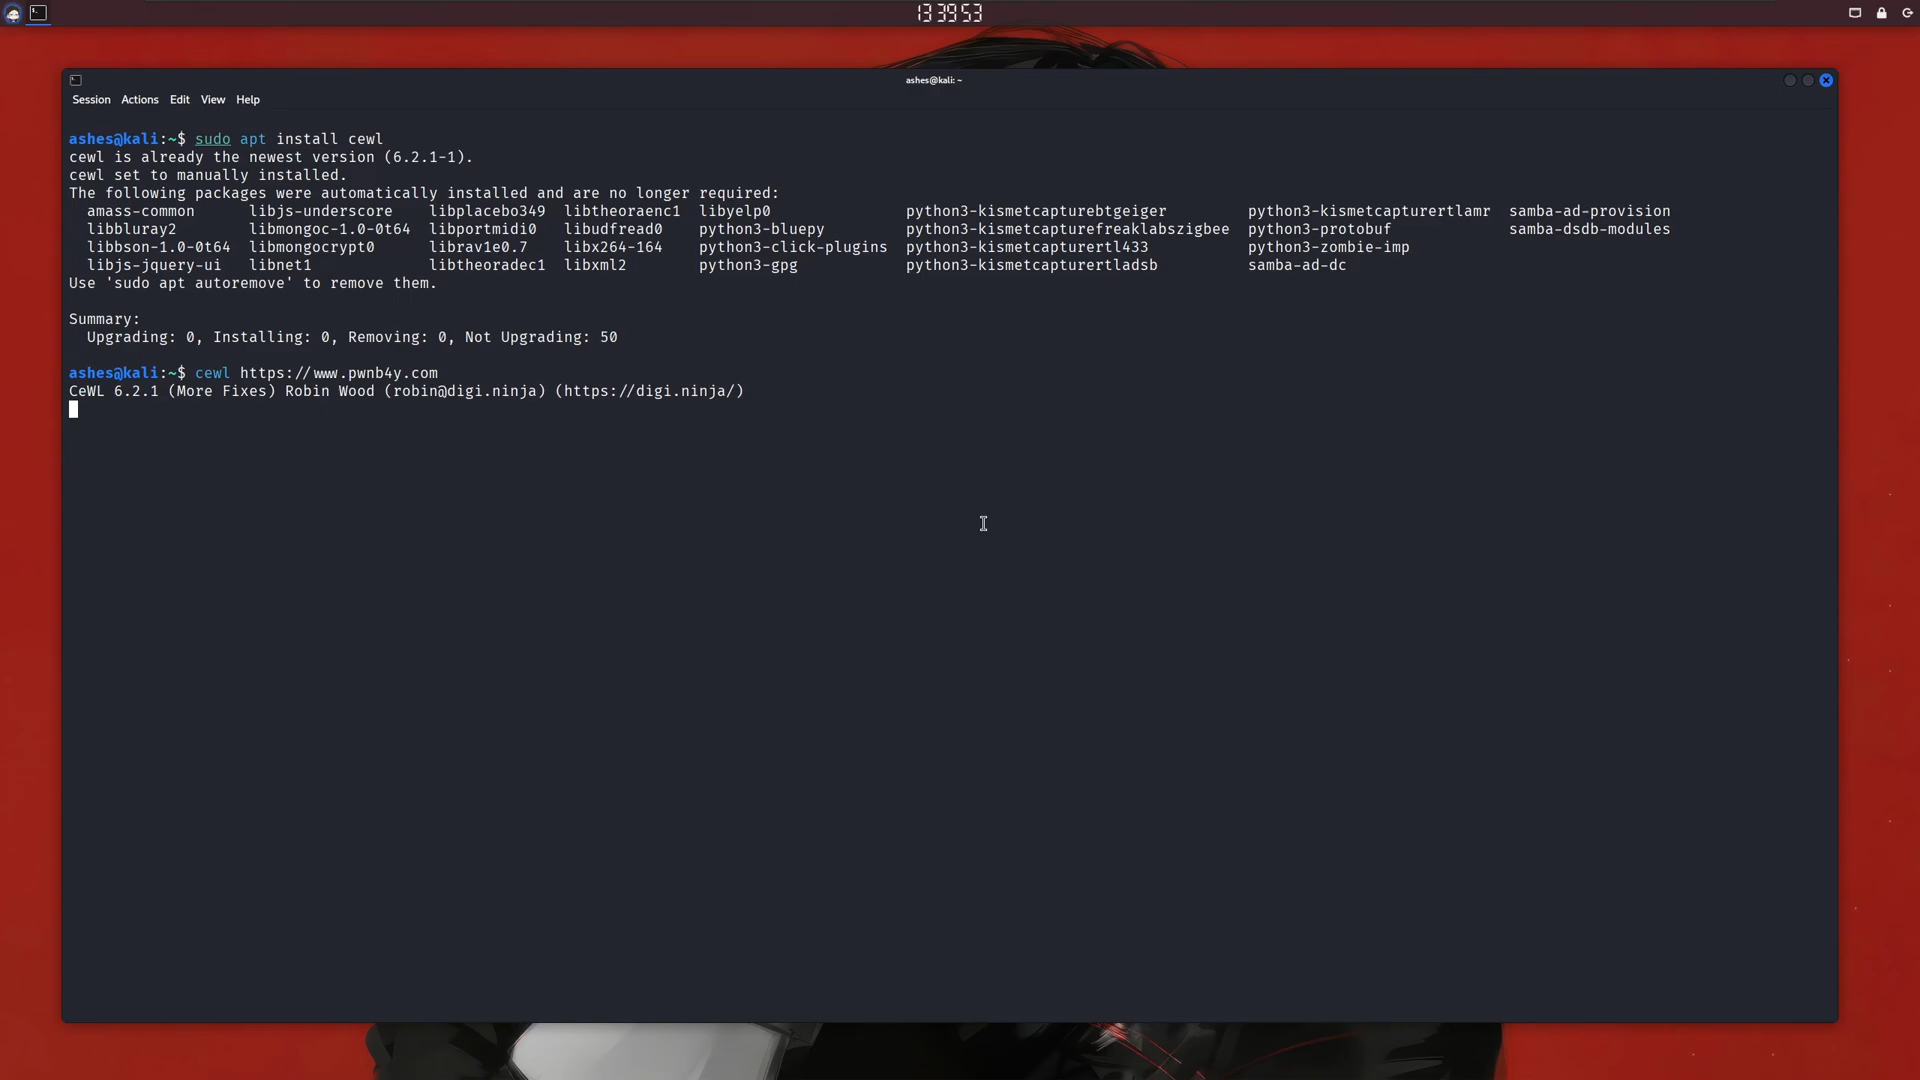 13 39 53
ashes@kali: ~
Session Actions Edit View Help
ashes@kali:~$ sudo apt install cewl
cewl is already the newest version (6.2.1-1).
cewl set to manually installed.
The following packages were automatically installed and are no longer required:
amass-common libjs-underscore libplacebo349 libtheoraenc1 libyelp0 python3-kismetcapturebtgeiger python3-kismetcapturertlamr samba-ad-provision
libbluray2 libmongoc-1.0-0t64 libportmidi0 libudfread0 python3-bluepy python3-kismetcapturefreaklabszigbee python3-protobuf samba-dsdb-modules
libbson-1.0-0t64 libmongocrypt0 librav1e0.7 libx264-164 python3-click-plugins python3-kismetcapturertl433 python3-zombie-imp
libjs-jquery-ui libnet1 libtheoradec1 libxml2 python3-gpg python3-kismetcapturertladsb samba-ad-dc
Use 'sudo apt autoremove' to remove them.
Summary:
Upgrading: 0, Installing: 0, Removing: 0, Not Upgrading: 50
ashes@kali:~$ cewl https://www.pwnb4y.com
CeWL 6.2.1 (More Fixes) Robin Wood (robin@digi.ninja) (https://digi.ninja/)